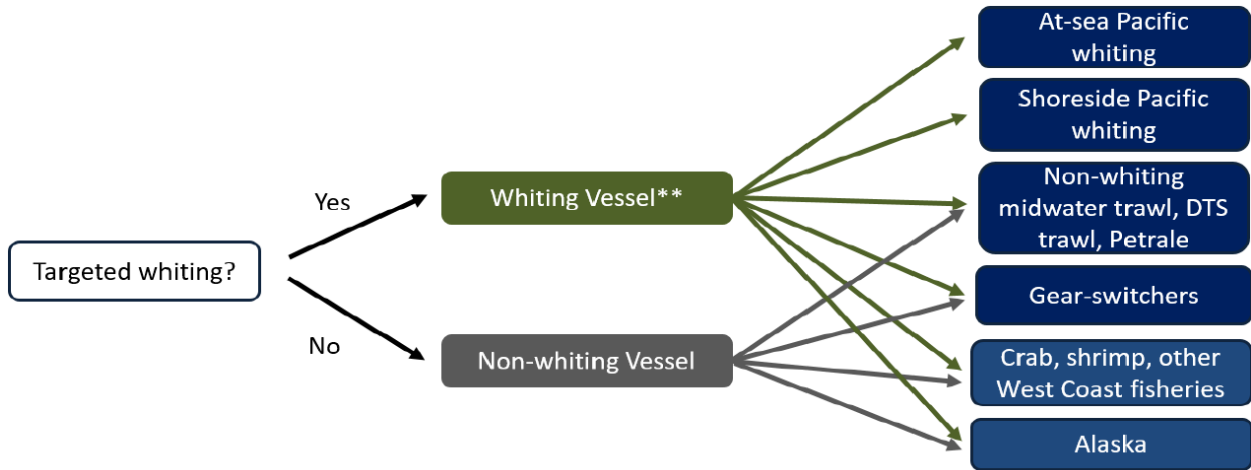 Targeted whiting?
Yes
No
Whiting Vessel**
Non-whiting Vessel
At-sea Pacific
whiting
Shoreside Pacific
whiting
Non-whiting
midwater trawl, DTS
trawl, Petrale
Gear-switchers
Crab, shrimp, other
West Coast fisheries
Alaska